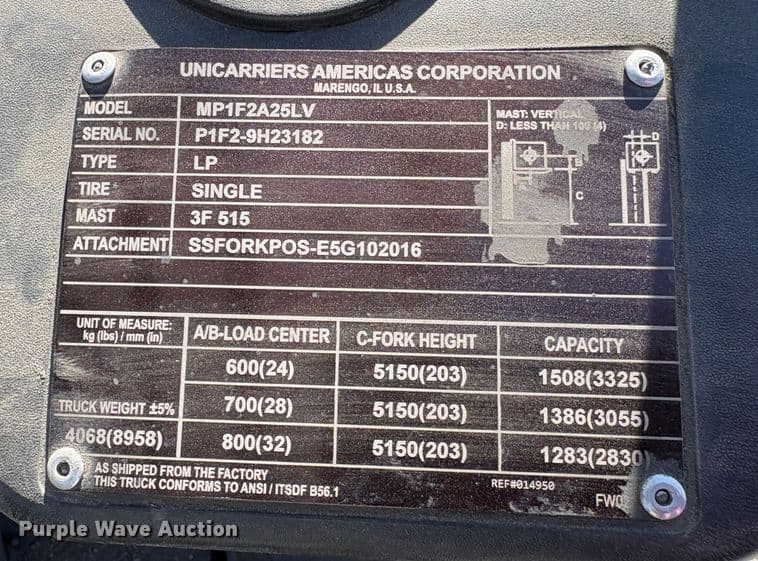 UNICARRIERS AMERICAS CORPORATION
MARENGO, IL U.S.A.
MODEL MP1F2A25LV
SERIAL NO. P1F2-9H23182
TYPE LP
TIRE SINGLE
MAST 3F 515
ATTACHMENT SSFORKPOS-E5G102016
MAST: VERTICAL
D: LESS THAN 100 (4)
D
B
C
UNIT OF MEASURE:
kg (lbs) / mm (in)
A/B-LOAD CENTER C-FORK HEIGHT CAPACITY
600(24) 5150(203) 1508(3325)
TRUCK WEIGHT ±5% 700(28) 5150(203) 1386(3055)
4068(8958) 800(32) 5150(203) 1283(2830)
AS SHIPPED FROM THE FACTORY
THIS TRUCK CONFORMS TO ANSI / ITSDF B56.1
REF#014950
Purple Wave Auction